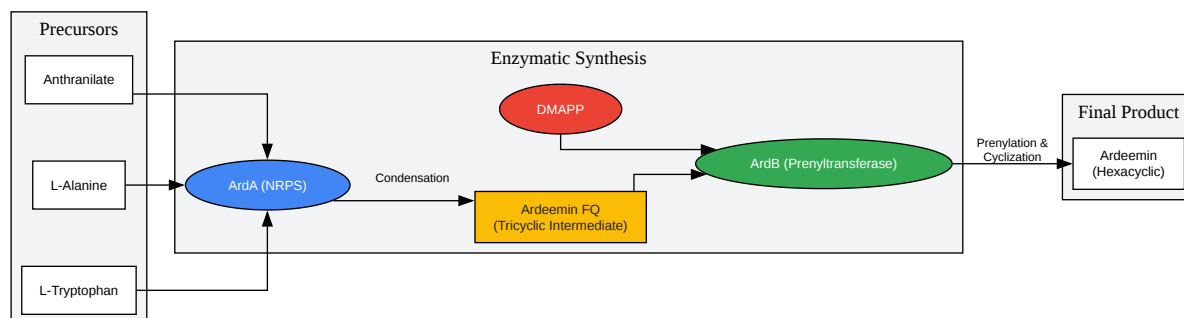 Precursors
Anthranilate
L-Alanine
L-Tryptophan
Enzymatic Synthesis
DMAPP
ArdA (NRPS)
Condensation
Ardeemin FQ
(Tricyclic Intermediate)
ArdB (Prenyltransferase)
Prenylation &
Cyclization
Final Product
Ardeemin
(Hexacyclic)